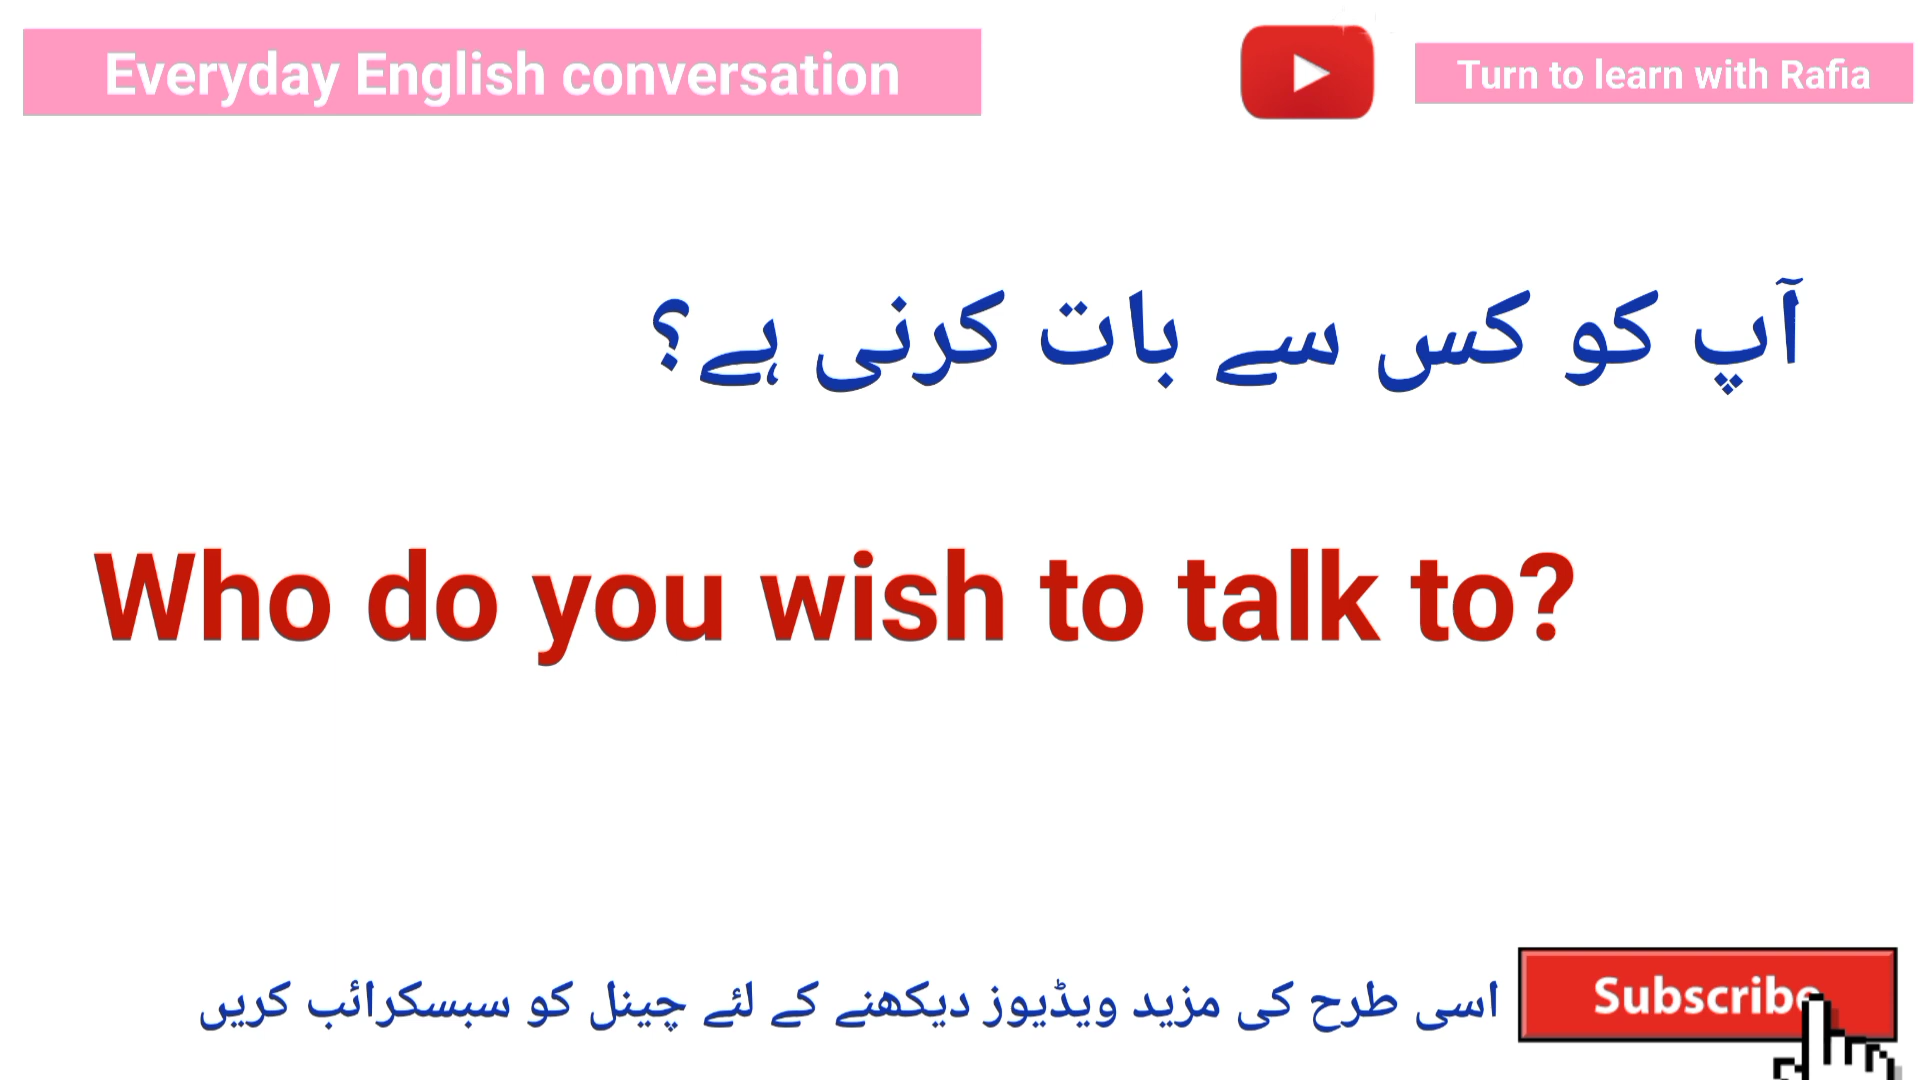 Everyday English conversation
Turn to learn with Rafia
آپ کو کس سے بات کرنی ہے؟
Who do you wish to talk to?
اسی طرح کی مزید ویڈیوز دیکھنے کے لئے چینل کو سبسکرائب کریں
Subscribe